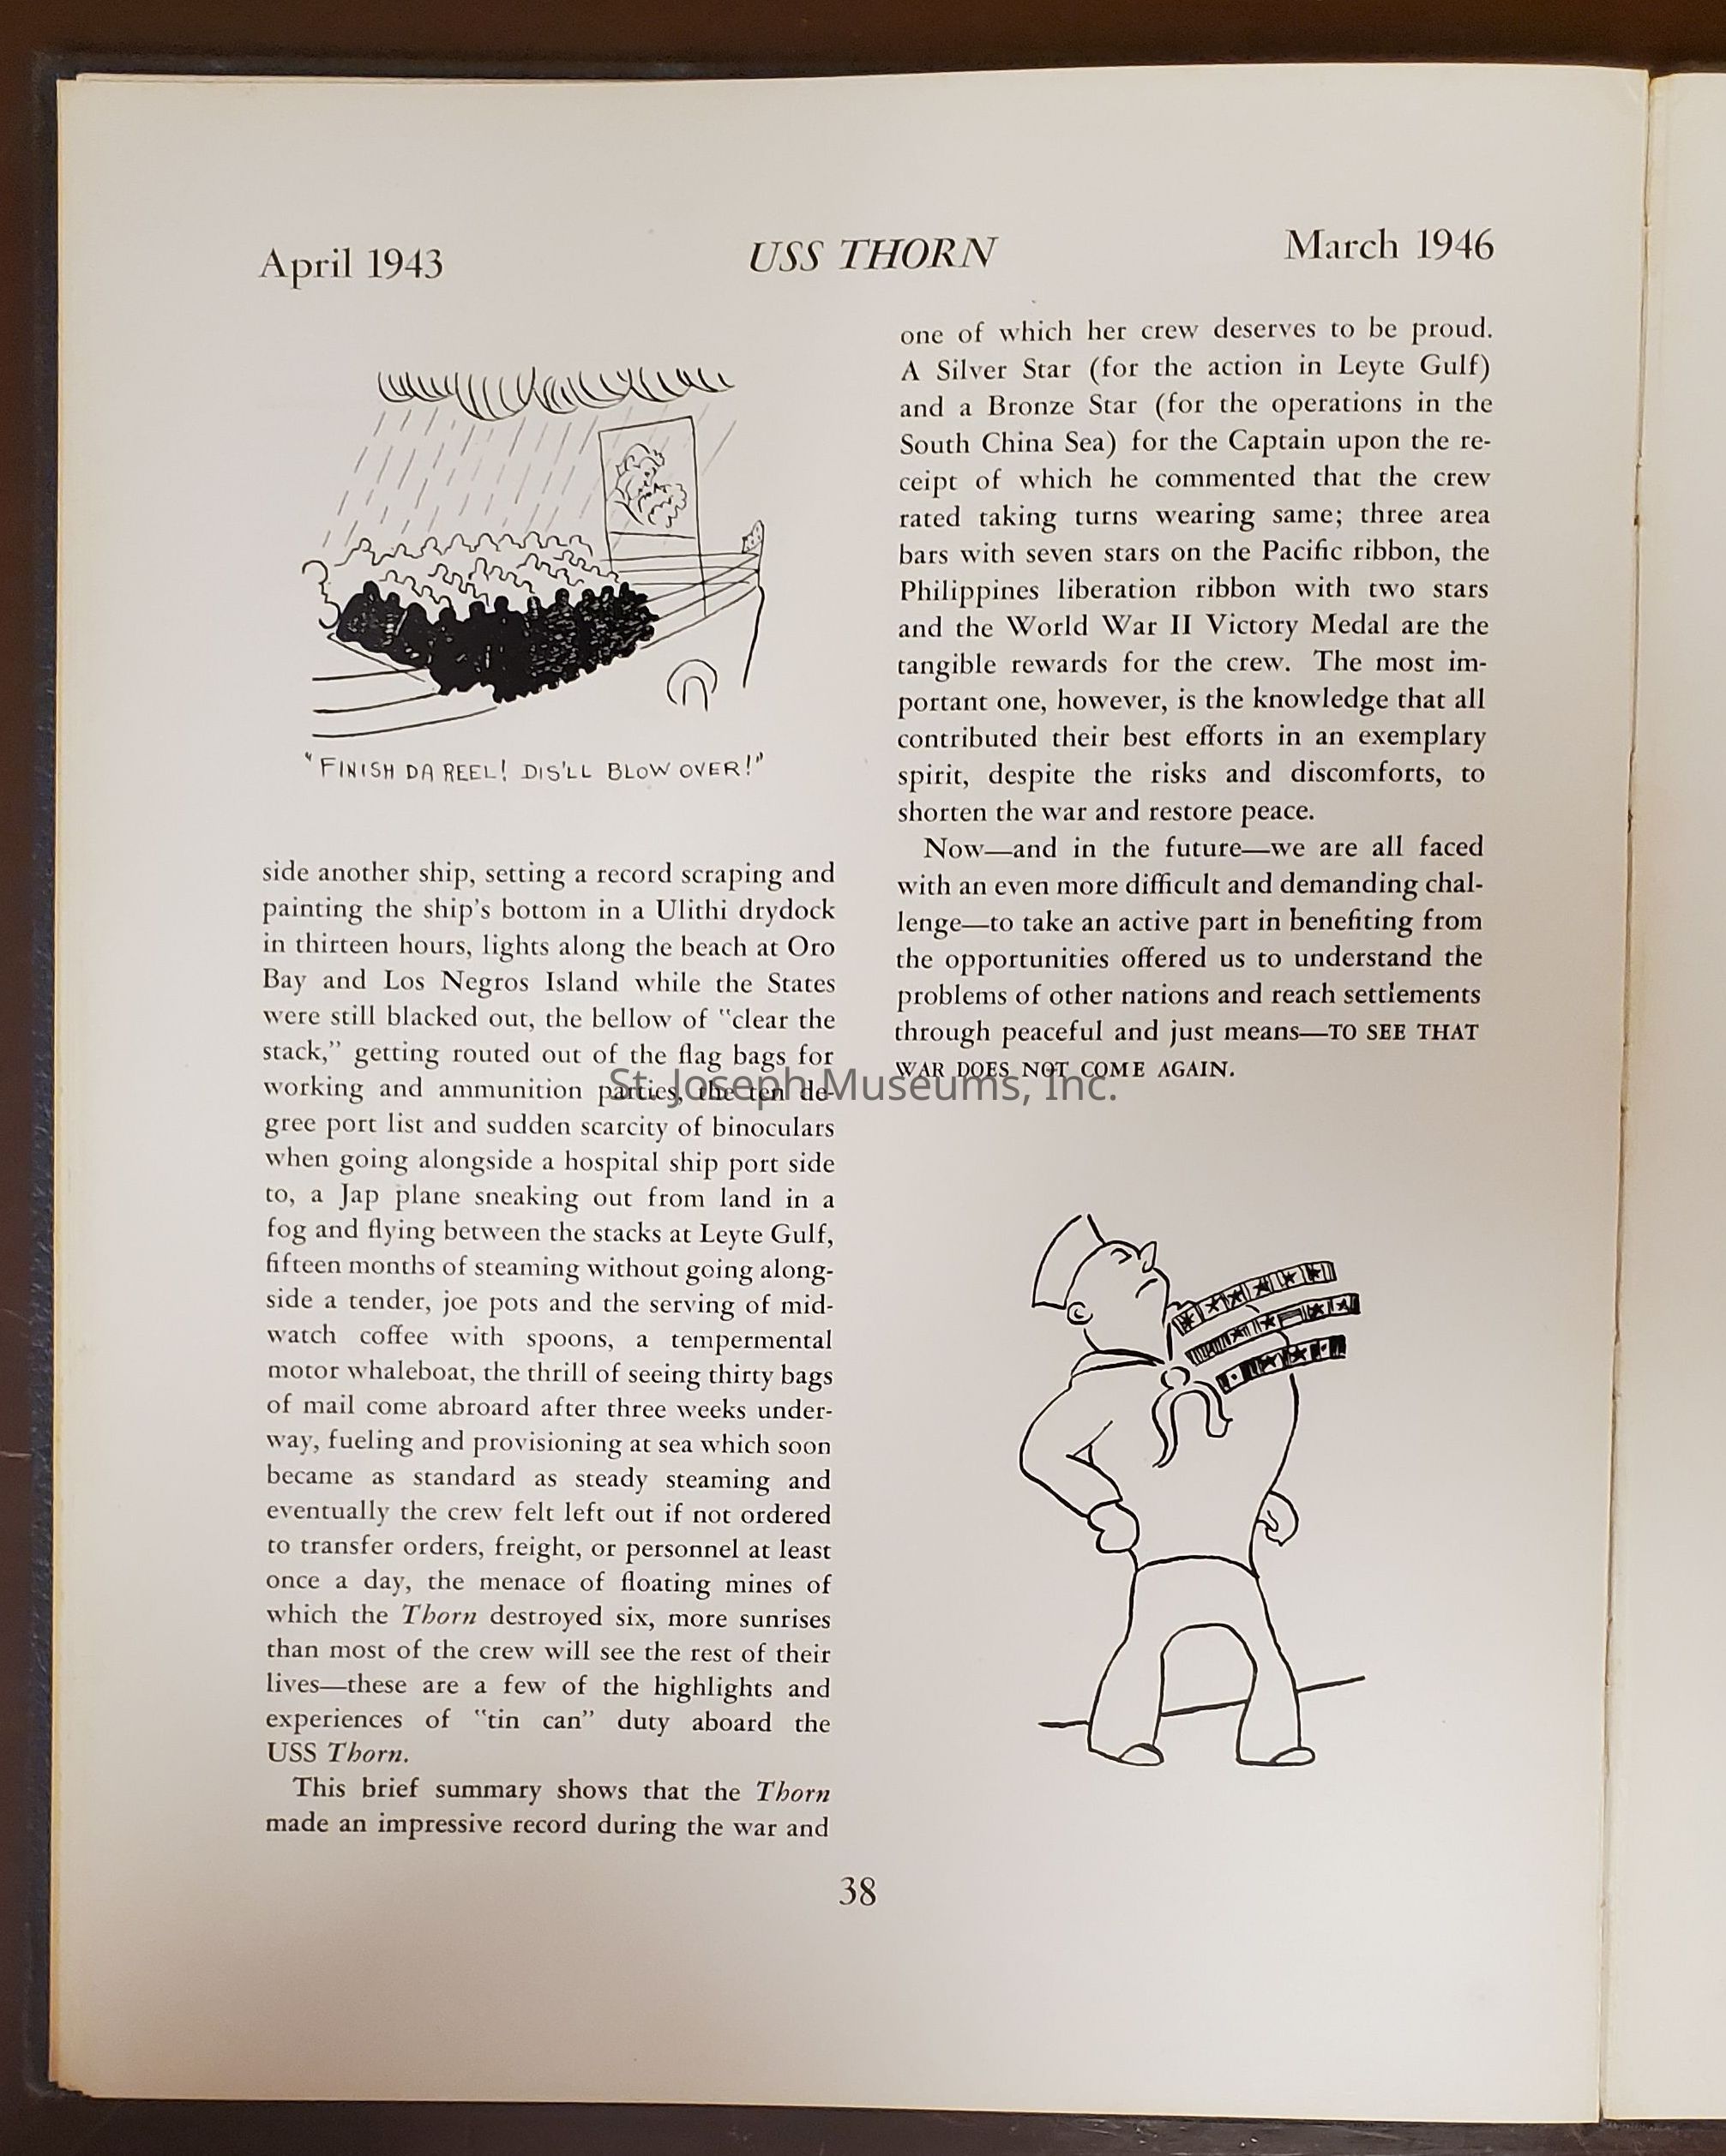 April 1943
USS THORN
March 1946
"FINISH DA REEL! DIS'LL BLOW OVER!"
side another ship, setting a record scraping and
painting the ship's bottom in a Ulithi drydock
in thirteen hours, lights along the beach at Oro
Bay and Los Negros Island while the States
were still blacked out, the bellow of "clear the
stack," getting routed out of the flag bags for
working and ammunition parties, the ten de-
gree port list and sudden scarcity of binoculars
when going alongside a hospital ship port side
to, a Jap plane sneaking out from land in a
fog and flying between the stacks at Leyte Gulf,
fifteen months of steaming without going along-
side a tender, joe pots and the serving of mid-
watch coffee with spoons, a tempermental
motor whaleboat, the thrill of seeing thirty bags
of mail come abroard after three weeks under-
way, fueling and provisioning at sea which soon
became as standard as steady steaming and
eventually the crew felt left out if not ordered
to transfer orders, freight, or personnel at least
once a day, the menace of floating mines of
which the Thorn destroyed six, more sunrises
than most of the crew will see the rest of their
lives—these are a few of the highlights and
experiences of "tin can" duty aboard the
USS Thorn.
This brief summary shows that the Thorn
made an impressive record during the war and
one of which her crew deserves to be proud.
A Silver Star (for the action in Leyte Gulf)
and a Bronze Star (for the operations in the
South China Sea) for the Captain upon the re-
ceipt of which he commented that the crew
rated taking turns wearing same; three area
bars with seven stars on the Pacific ribbon, the
Philippines liberation ribbon with two stars
and the World War II Victory Medal are the
tangible rewards for the crew. The most im-
portant one, however, is the knowledge that all
contributed their best efforts in an exemplary
spirit, despite the risks and discomforts, to
shorten the war and restore peace.
Now—and in the future—we are all faced
with an even more difficult and demanding chal-
lenge—to take an active part in benefiting from
the opportunities offered us to understand the
problems of other nations and reach settlements
through peaceful and just means—TO SEE THAT
WAR DOES NOT COME AGAIN.
St. Joseph Museums, Inc.
38